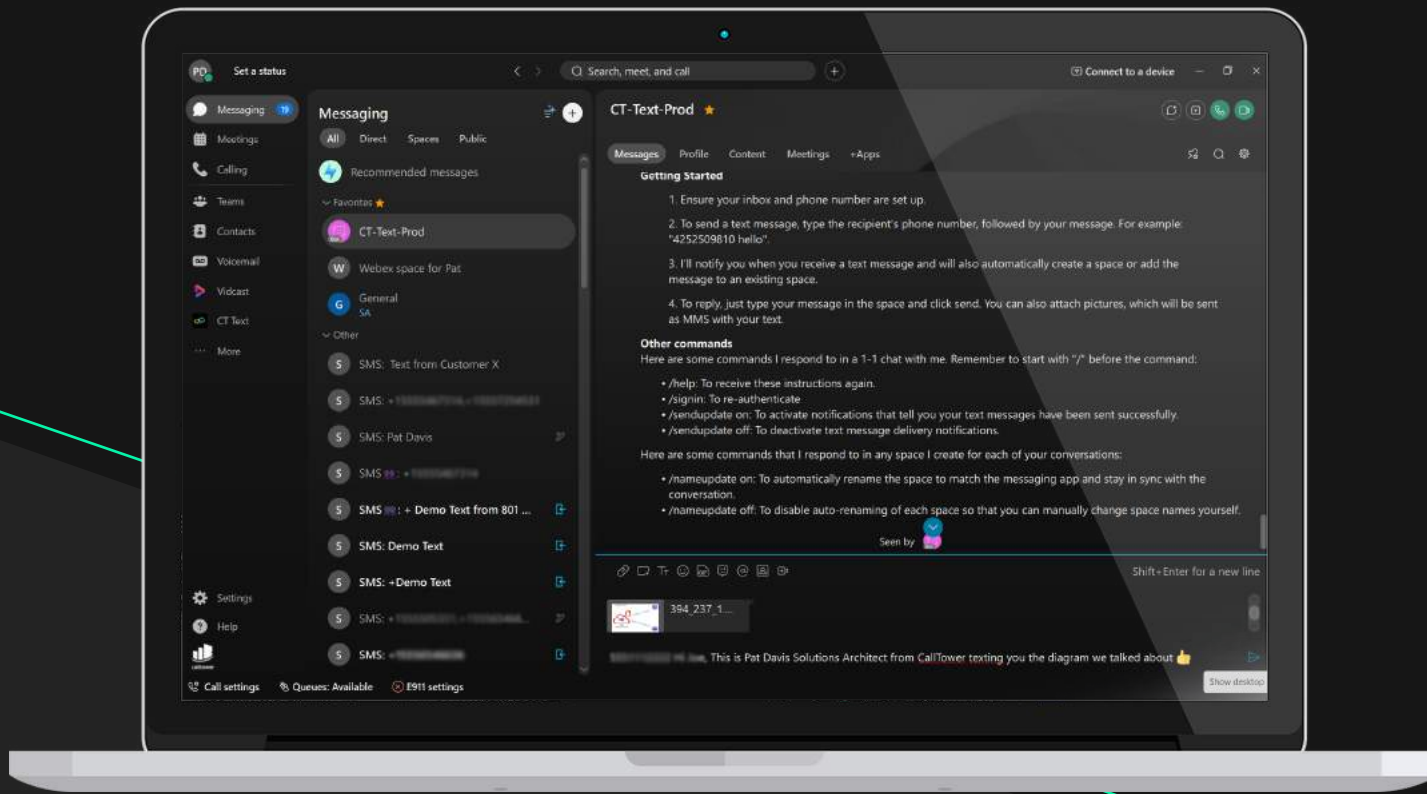 PD
Set a status
Search, meet, and call
Connect to a device
Messaging 19
Meetings
Calling
Teams
Contacts
Voicemail
Vidcast
CT Text
More
Settings
Help
calltower
Call settings
Queues: Available
E911 settings
Messaging
All Direct Spaces Public
Recommended messages
Favorites
CT-Text-Prod
W Webex space for Pat
G General
SA
Other
S SMS: Text from Customer X
S SMS: +
S SMS: Pat Davis
S SMS : +
S SMS : + Demo Text from 801 ...
S SMS: Demo Text
S SMS: +Demo Text
S SMS: +
S SMS: +
CT-Text-Prod
Messages Profile Content Meetings +Apps
Getting Started
1. Ensure your inbox and phone number are set up.
2. To send a text message, type the recipient's phone number, followed by your message. For example:
"4252509810 hello".
3. I'll notify you when you receive a text message and will also automatically create a space or add the
message to an existing space.
4. To reply, just type your message in the space and click send. You can also attach pictures, which will be sent
as MMS with your text.
Other commands
Here are some commands I respond to in a 1-1 chat with me. Remember to start with "/" before the command:
• /help: To receive these instructions again.
• /signin: To re-authenticate
• /sendupdate on: To activate notifications that tell you your text messages have been sent successfully.
• /sendupdate off: To deactivate text message delivery notifications.
Here are some commands that I respond to in any space I create for each of your conversations:
• /nameupdate on: To automatically rename the space to match the messaging app and stay in sync with the
conversation.
• /nameupdate off: To disable auto-renaming of each space so that you can manually change space names yourself.
Seen by
Shift+Enter for a new line
394_237_1...
, This is Pat Davis Solutions Architect from CallTower texting you the diagram we talked about 👍
Show desktop